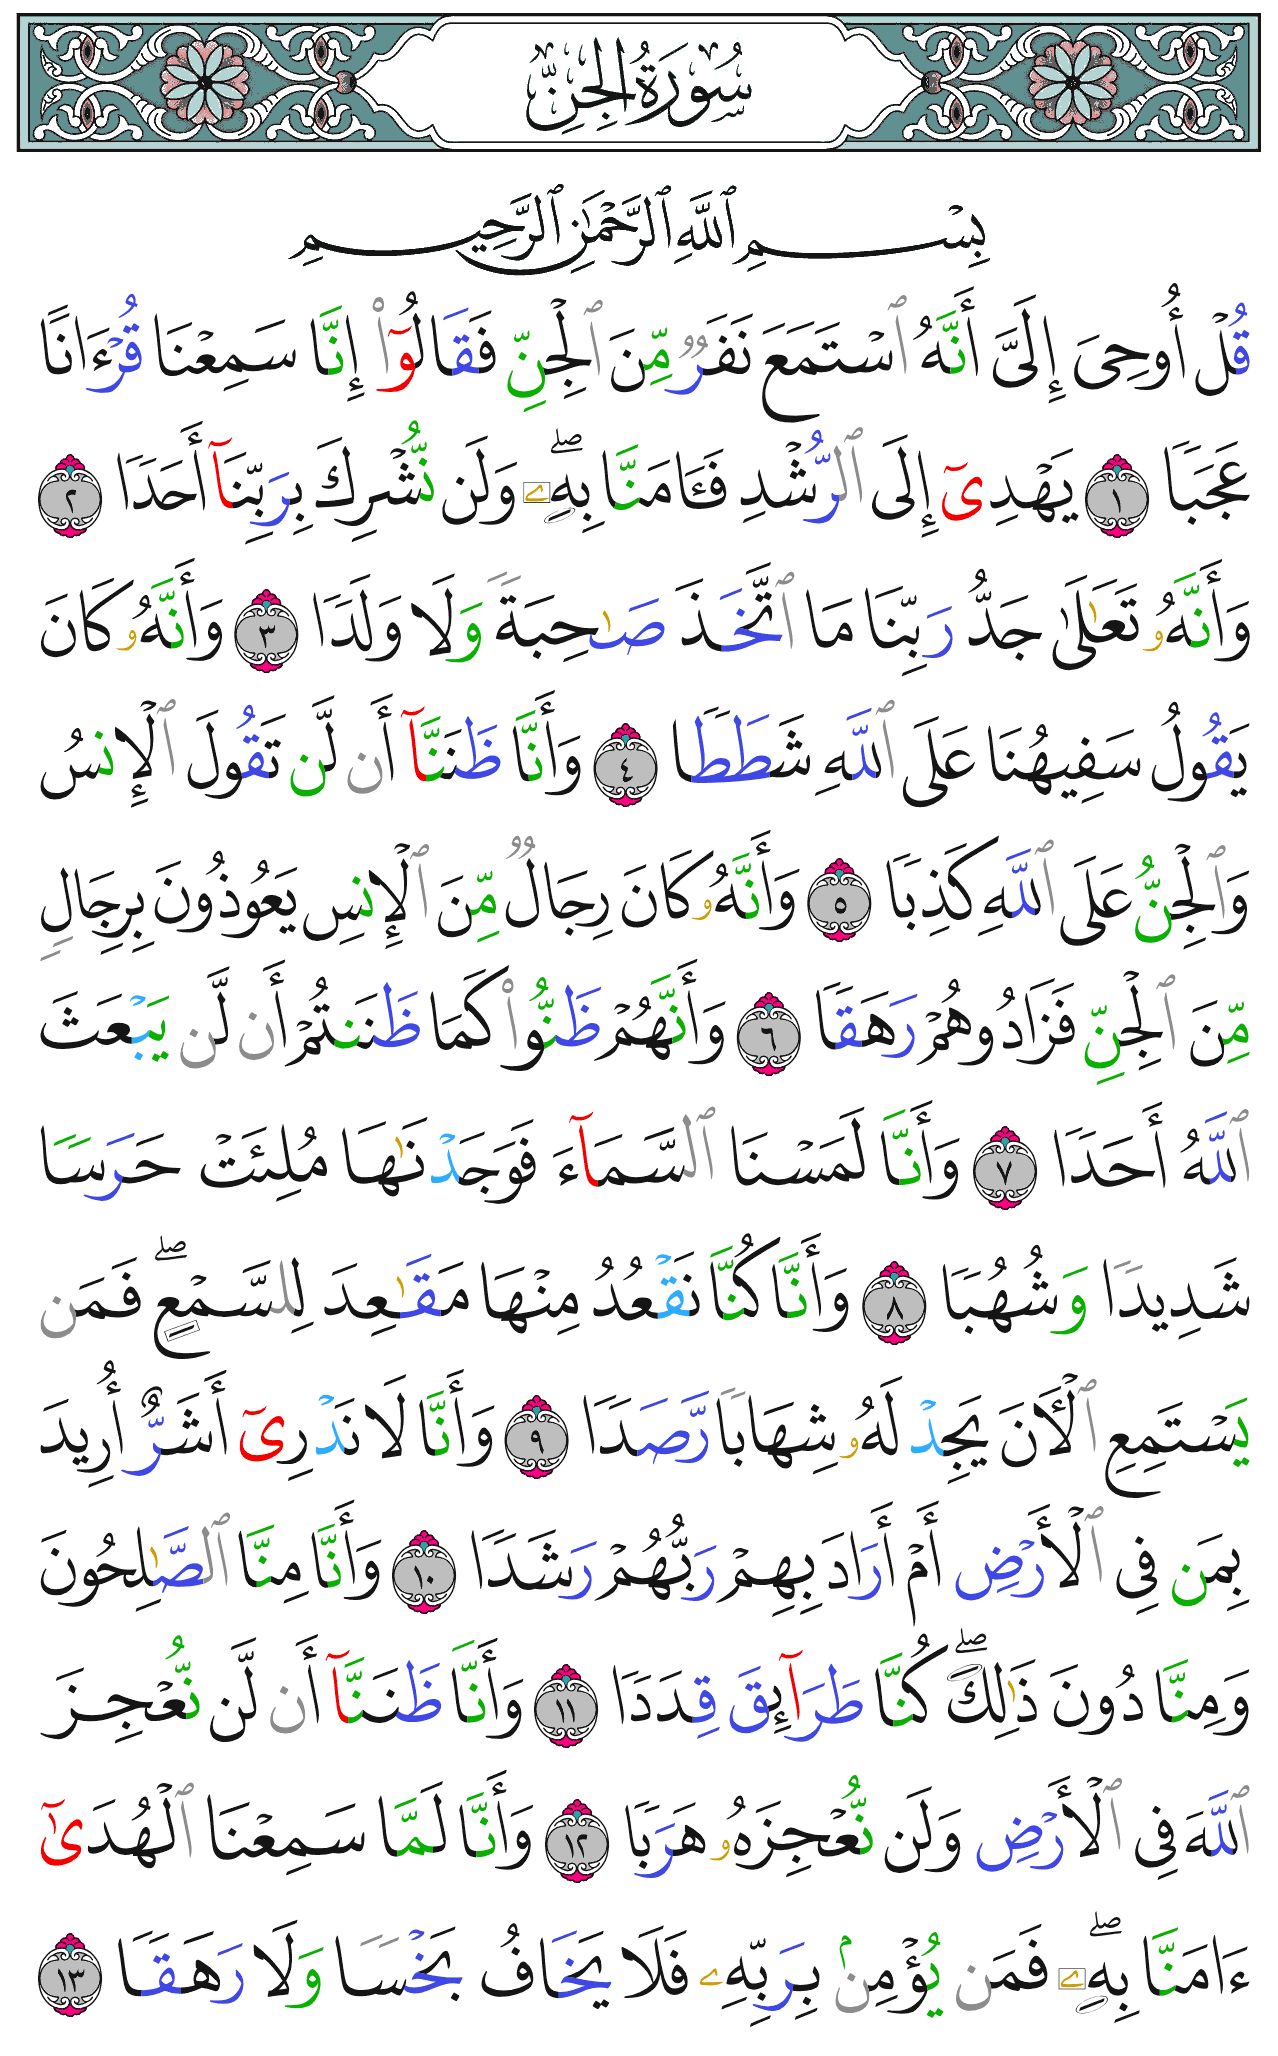 سُورَةُ الجِنِّ
بِسْمِ ٱللَّهِ ٱلرَّحْمَٰنِ ٱلرَّحِيمِ
قُلْ أُوحِىَ إِلَىَّ أَنَّهُ ٱسْتَمَعَ نَفَرٌ مِّنَ ٱلْجِنِّ فَقَالُوٓا۟ إِنَّا سَمِعْنَا قُرْءَانًا
عَجَبًا ١ يَهْدِىٓ إِلَى ٱلرُّشْدِ فَـَٔامَنَّا بِهِۦ ۖ وَلَن نُّشْرِكَ بِرَبِّنَآ أَحَدًا ٢
وَأَنَّهُۥ تَعَٰلَىٰ جَدُّ رَبِّنَا مَا ٱتَّخَذَ صَٰحِبَةً وَلَا وَلَدًا ٣ وَأَنَّهُۥ كَانَ
يَقُولُ سَفِيهُنَا عَلَى ٱللَّهِ شَطَطًا ٤ وَأَنَّا ظَنَنَّآ أَن لَّن تَقُولَ ٱلْإِنسُ
وَٱلْجِنُّ عَلَى ٱللَّهِ كَذِبًا ٥ وَأَنَّهُۥ كَانَ رِجَالٌ مِّنَ ٱلْإِنسِ يَعُوذُونَ بِرِجَالٍ
مِّنَ ٱلْجِنِّ فَزَادُوهُمْ رَهَقًا ٦ وَأَنَّهُمْ ظَنُّوا۟ كَمَا ظَنَنتُمْ أَن لَّن يَبْعَثَ
ٱللَّهُ أَحَدًا ٧ وَأَنَّا لَمَسْنَا ٱلسَّمَآءَ فَوَجَدْنَٰهَا مُلِئَتْ حَرَسًا
شَدِيدًا وَشُهُبًا ٨ وَأَنَّا كُنَّا نَقْعُدُ مِنْهَا مَقَٰعِدَ لِلسَّمْعِ ۖ فَمَن
يَسْتَمِعِ ٱلْـَٔانَ يَجِدْ لَهُۥ شِهَابًا رَّصَدًا ٩ وَأَنَّا لَا نَدْرِىٓ أَشَرٌّ أُرِيدَ
بِمَن فِى ٱلْأَرْضِ أَمْ أَرَادَ بِهِمْ رَبُّهُمْ رَشَدًا ١٠ وَأَنَّا مِنَّا ٱلصَّٰلِحُونَ
وَمِنَّا دُونَ ذَٰلِكَ ۖ كُنَّا طَرَآئِقَ قِدَدًا ١١ وَأَنَّا ظَنَنَّآ أَن لَّن نُّعْجِزَ
ٱللَّهَ فِى ٱلْأَرْضِ وَلَن نُّعْجِزَهُۥ هَرَبًا ١٢ وَأَنَّا لَمَّا سَمِعْنَا ٱلْهُدَىٰٓ
ءَامَنَّا بِهِۦ ۖ فَمَن يُؤْمِنۢ بِرَبِّهِۦ فَلَا يَخَافُ بَخْسًا وَلَا رَهَقًا ١٣